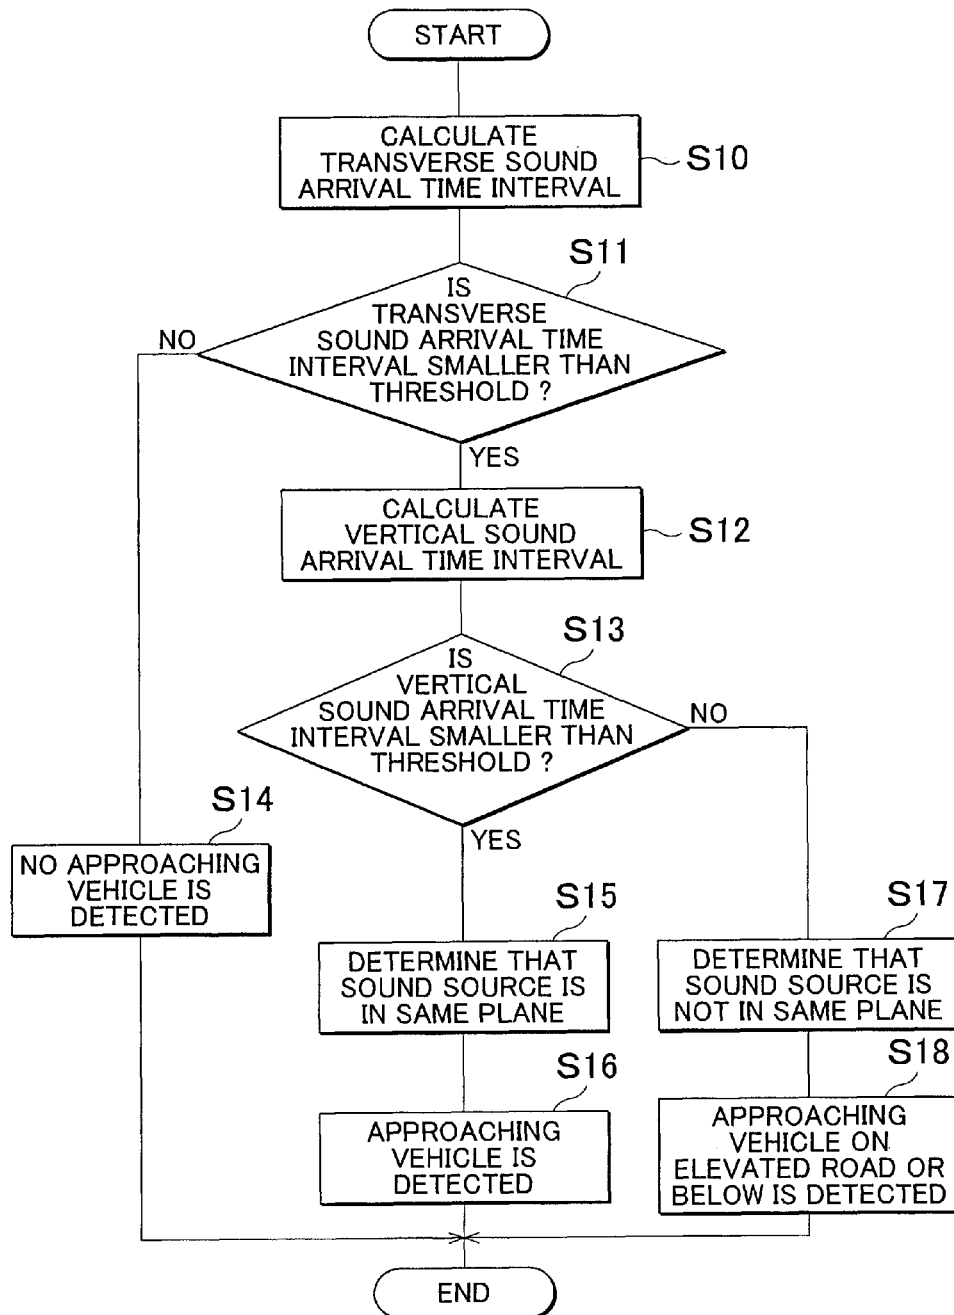 START
CALCULATE
TRANSVERSE SOUND
ARRIVAL TIME INTERVAL
S10
S11
IS
TRANSVERSE
SOUND ARRIVAL TIME
INTERVAL SMALLER THAN
THRESHOLD ?
NO
YES
CALCULATE
VERTICAL SOUND
ARRIVAL TIME INTERVAL
S12
S13
IS
VERTICAL
SOUND ARRIVAL TIME
INTERVAL SMALLER THAN
THRESHOLD ?
NO
YES
S14
NO APPROACHING
VEHICLE IS
DETECTED
S15
DETERMINE THAT
SOUND SOURCE IS
IN SAME PLANE
S17
DETERMINE THAT
SOUND SOURCE IS
NOT IN SAME PLANE
S16
APPROACHING
VEHICLE IS
DETECTED
S18
APPROACHING
VEHICLE ON
ELEVATED ROAD OR
BELOW IS DETECTED
END